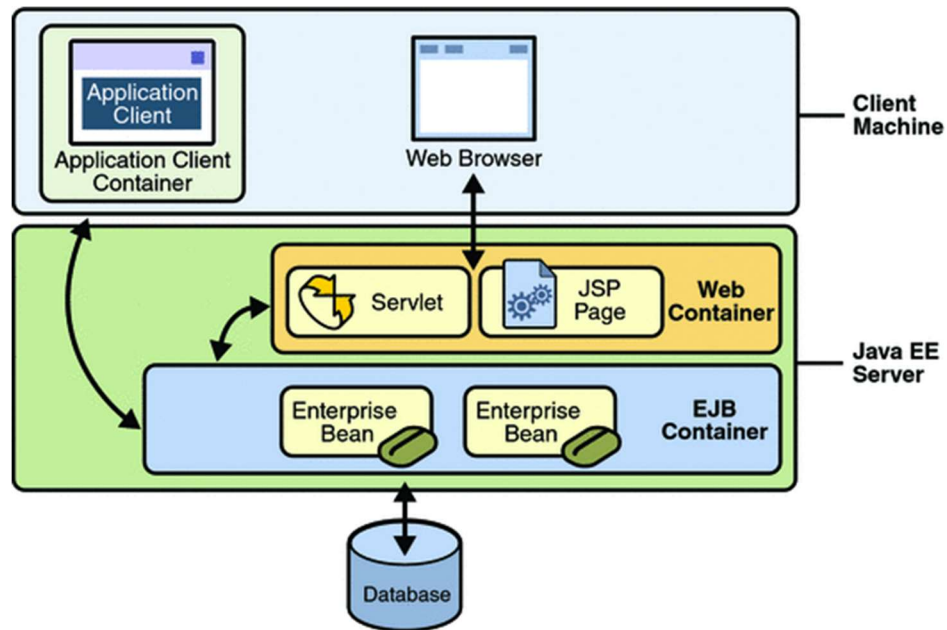 Application
Client
Application Client
Container
Web Browser
Client
Machine
Servlet
JSP
Page
Web
Container
Java EE
Server
Enterprise
Bean
Enterprise
Bean
EJB
Container
Database